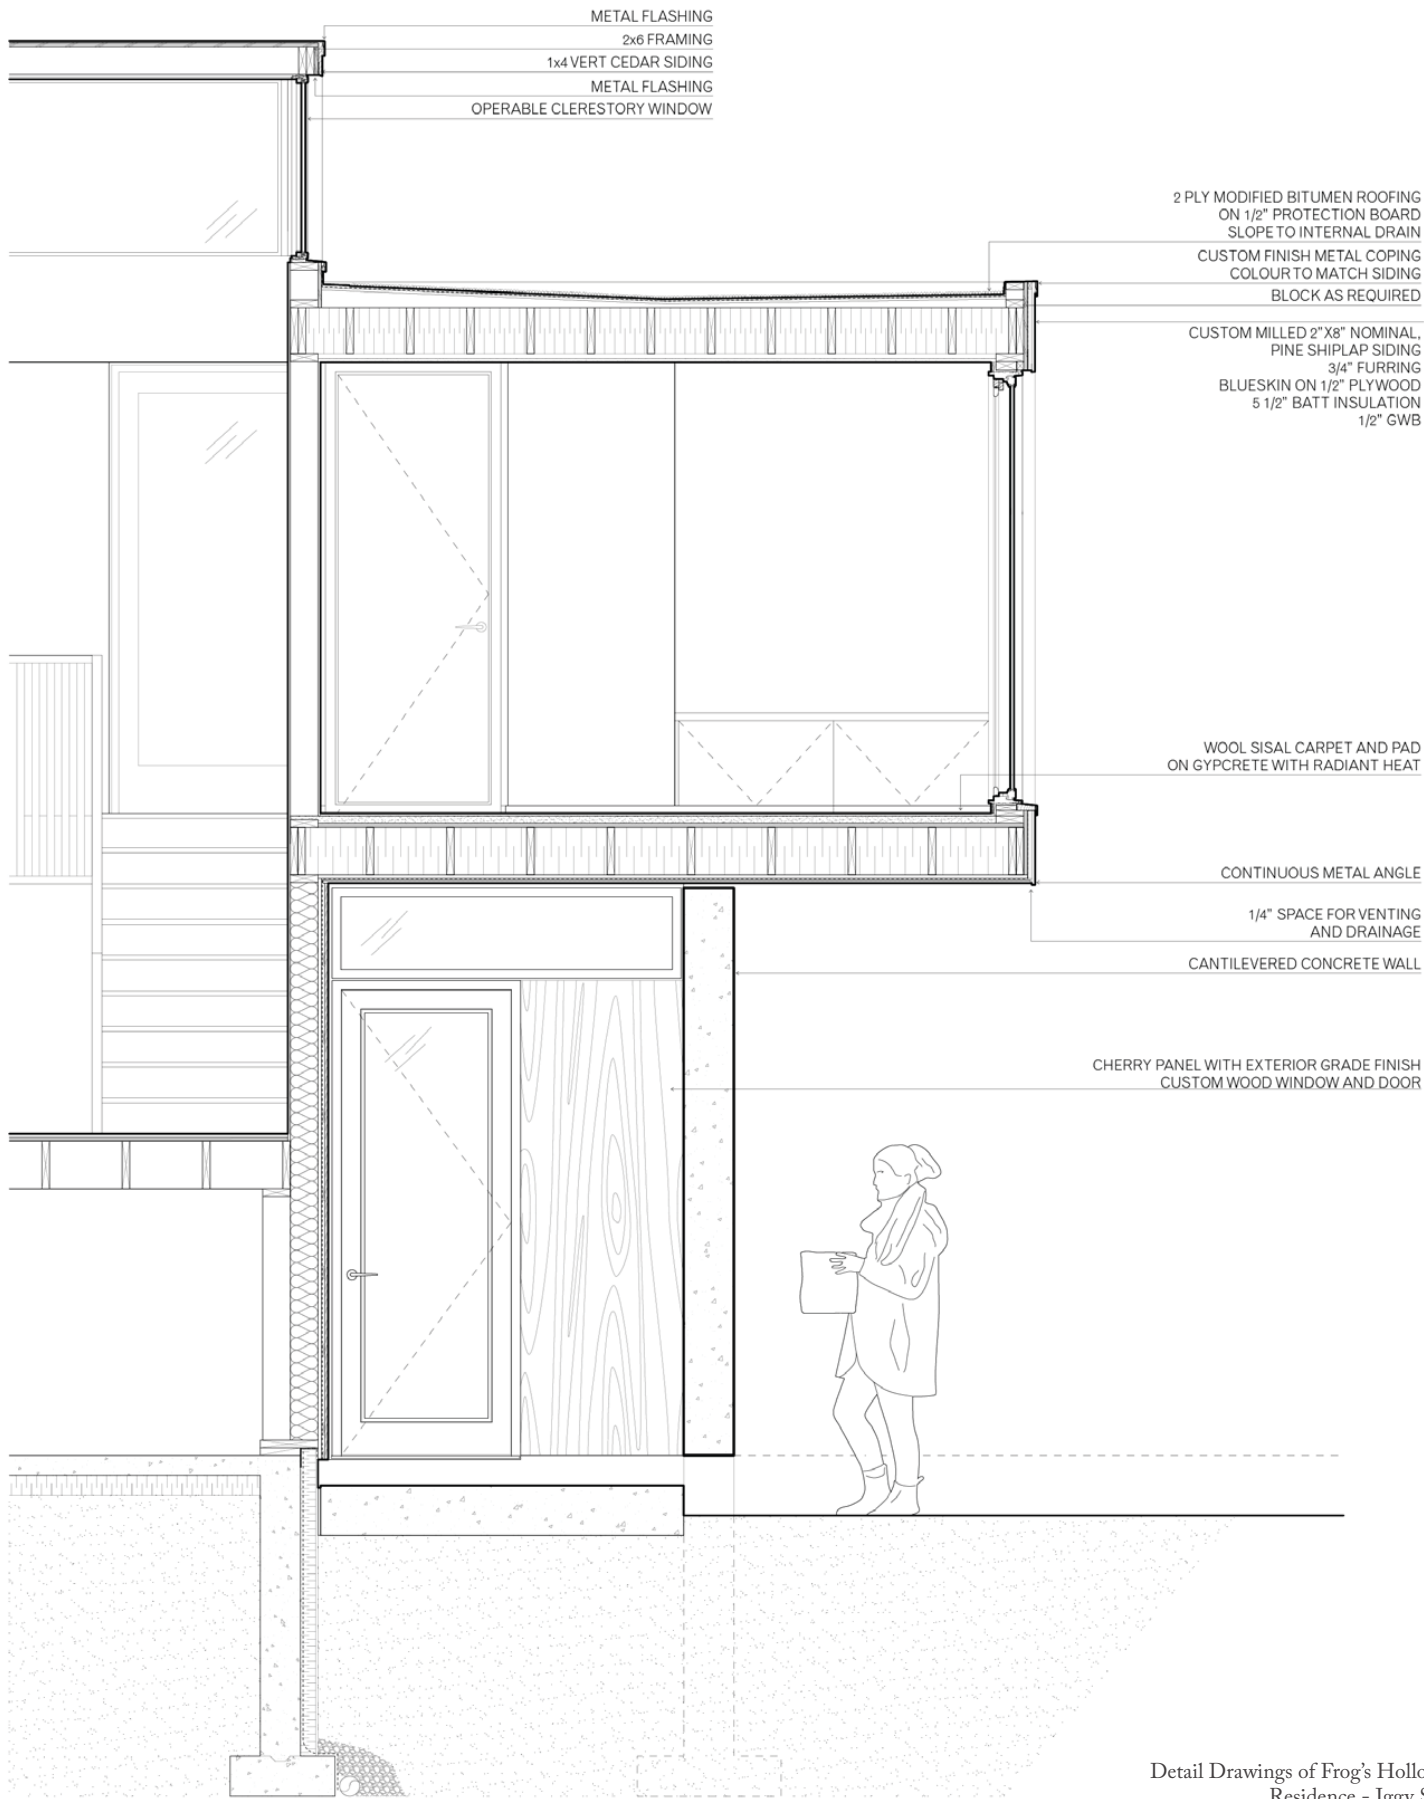 METAL FLASHING
2x6 FRAMING
1x4 VERT CEDAR SIDING
METAL FLASHING
OPERABLE CLERESTORY WINDOW
2 PLY MODIFIED BITUMEN ROOFING
ON 1/2" PROTECTION BOARD
SLOPE TO INTERNAL DRAIN
CUSTOM FINISH METAL COPING
COLOUR TO MATCH SIDING
BLOCK AS REQUIRED
CUSTOM MILLED 2"X8" NOMINAL,
PINE SHIPLAP SIDING
3/4" FURRING
BLUESKIN ON 1/2" PLYWOOD
5 1/2" BATT INSULATION
1/2" GWB
WOOL SISAL CARPET AND PAD
ON GYPCRETE WITH RADIANT HEAT
CONTINUOUS METAL ANGLE
1/4" SPACE FOR VENTING
AND DRAINAGE
CANTILEVERED CONCRETE WALL
CHERRY PANEL WITH EXTERIOR GRADE FINISH
CUSTOM WOOD WINDOW AND DOOR
Detail Drawings of Frog's Hollo
Residence - Iggy S